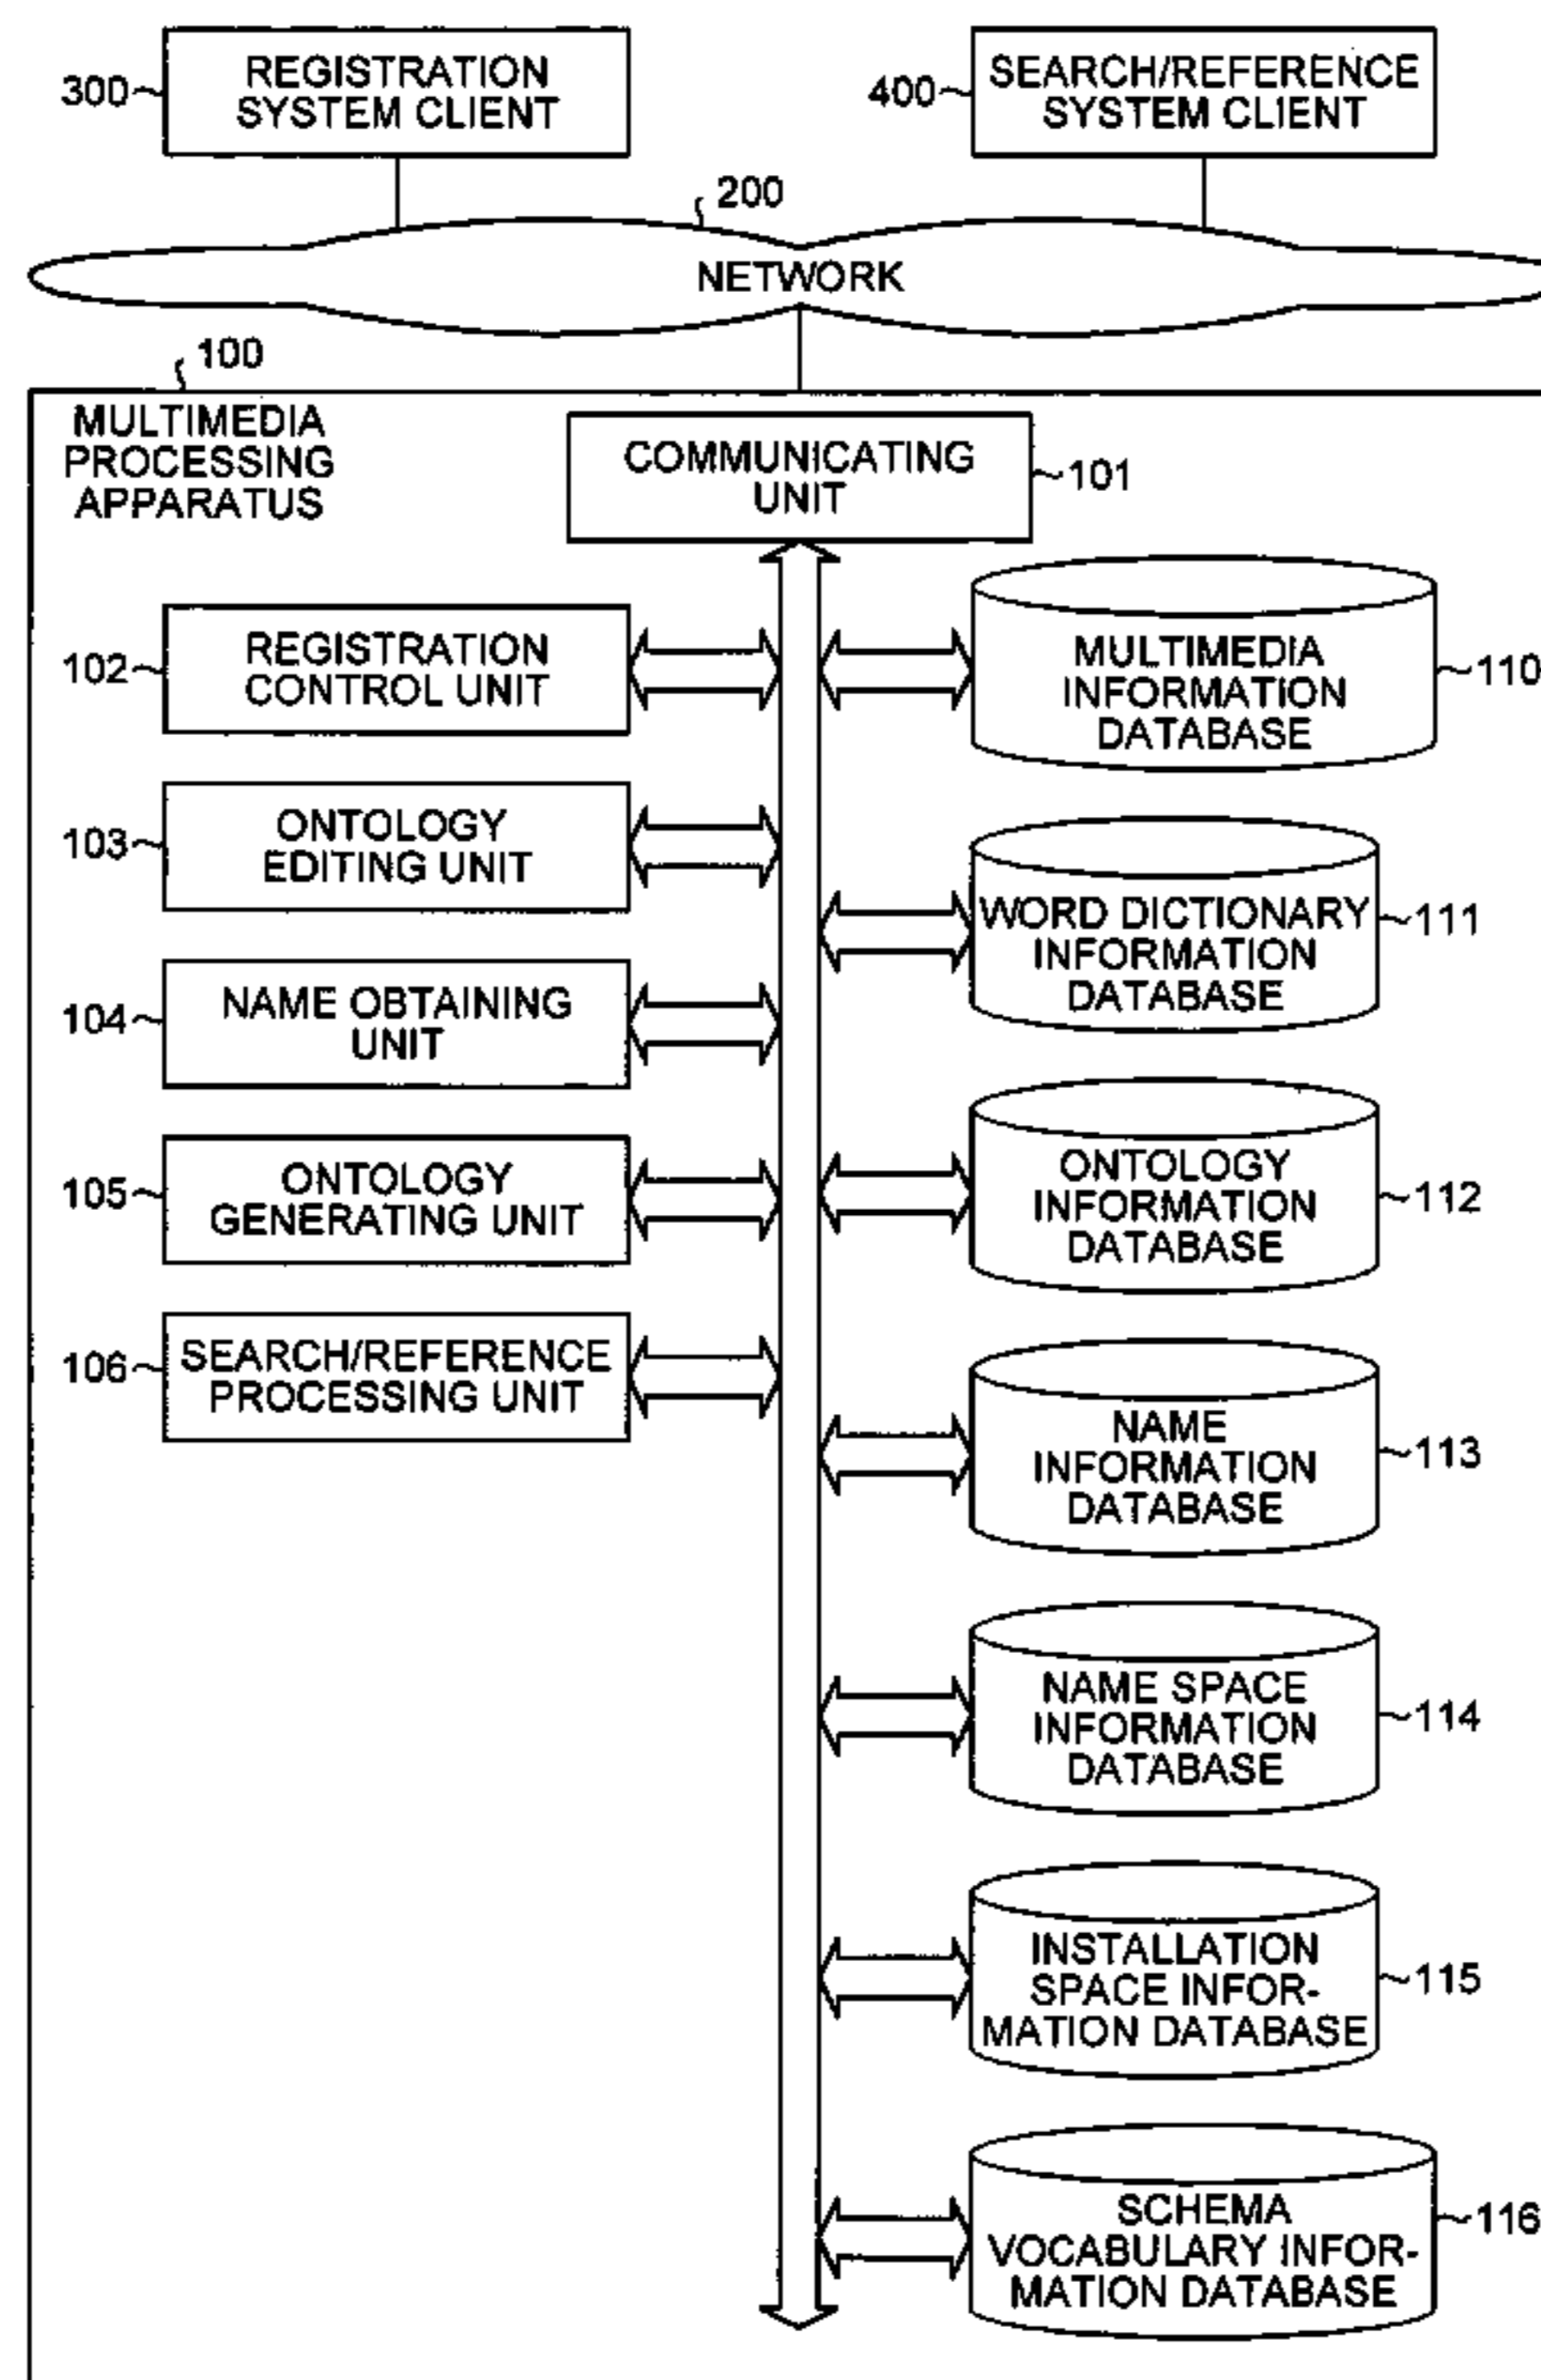 REGISTRATION
SYSTEM CLIENT
300
SEARCH/REFERENCE
SYSTEM CLIENT
400
200
NETWORK
100
MULTIMEDIA
PROCESSING
APPARATUS
COMMUNICATING
UNIT
101
102
REGISTRATION
CONTROL UNIT
103
ONTOLOGY
EDITING UNIT
104
NAME OBTAINING
UNIT
105
ONTOLOGY
GENERATING UNIT
106
SEARCH/REFERENCE
PROCESSING UNIT
MULTIMEDIA
INFORMATION
DATABASE
110
WORD DICTIONARY
INFORMATION
DATABASE
111
ONTOLOGY
INFORMATION
DATABASE
112
NAME
INFORMATION
DATABASE
113
NAME SPACE
INFORMATION
DATABASE
114
INSTALLATION
SPACE INFOR-
MATION DATABASE
115
SCHEMA
VOCABULARY INFOR-
MATION DATABASE
116